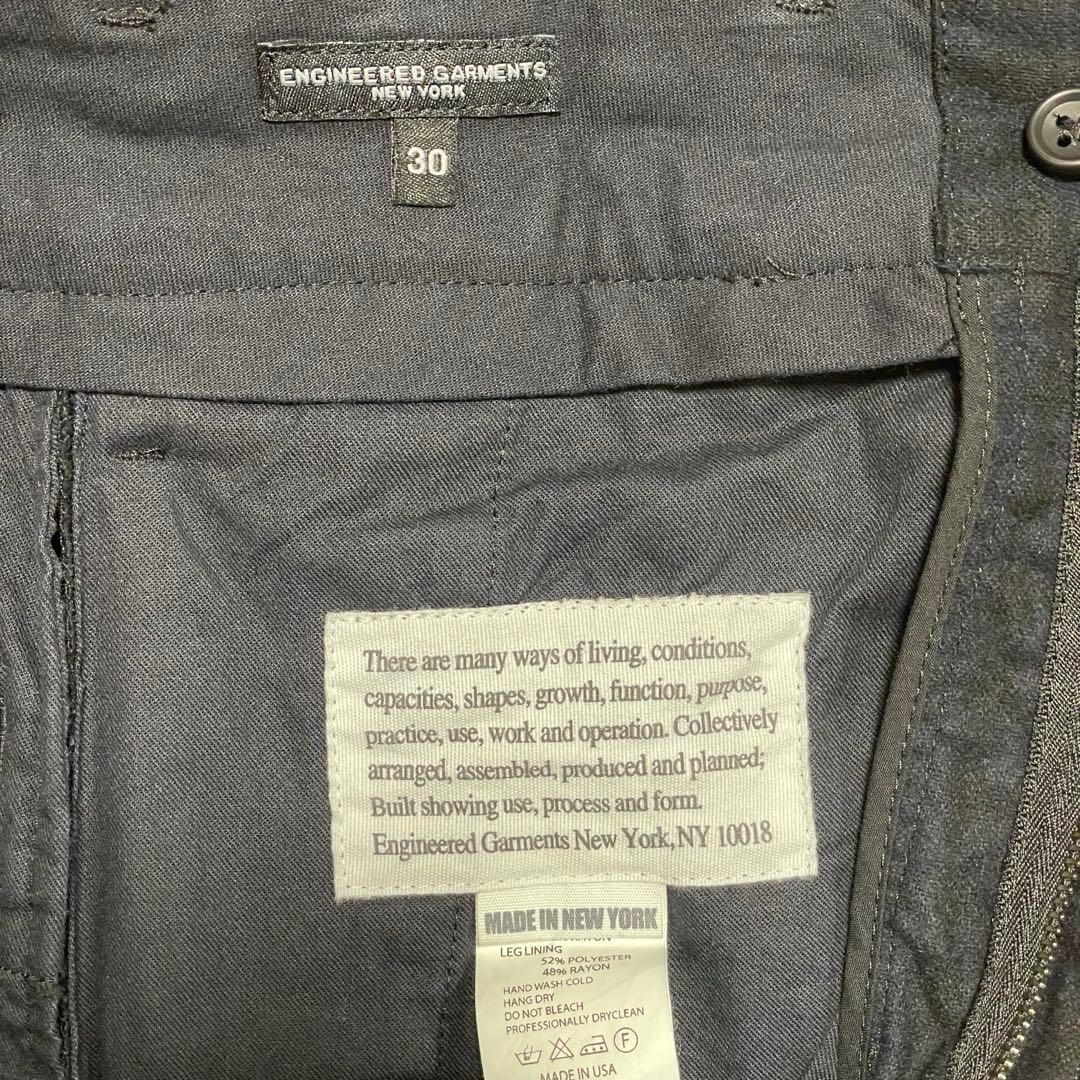 ENGINEERED GARMENTS
NEW YORK
30
There are many ways of living, conditions,
capacities, shapes, growth, function, purpose,
practice, use, work and operation. Collectively
arranged, assembled, produced and planned;
Built showing use, process and form.
Engineered Garments New York, NY 10018
MADE IN NEW YORK
LEG LINING
52% POLYESTER
48% RAYON
HAND WASH COLD
HANG DRY
DO NOT BLEACH
PROFESSIONALLY DRYCLEAN
F
MADE IN USA